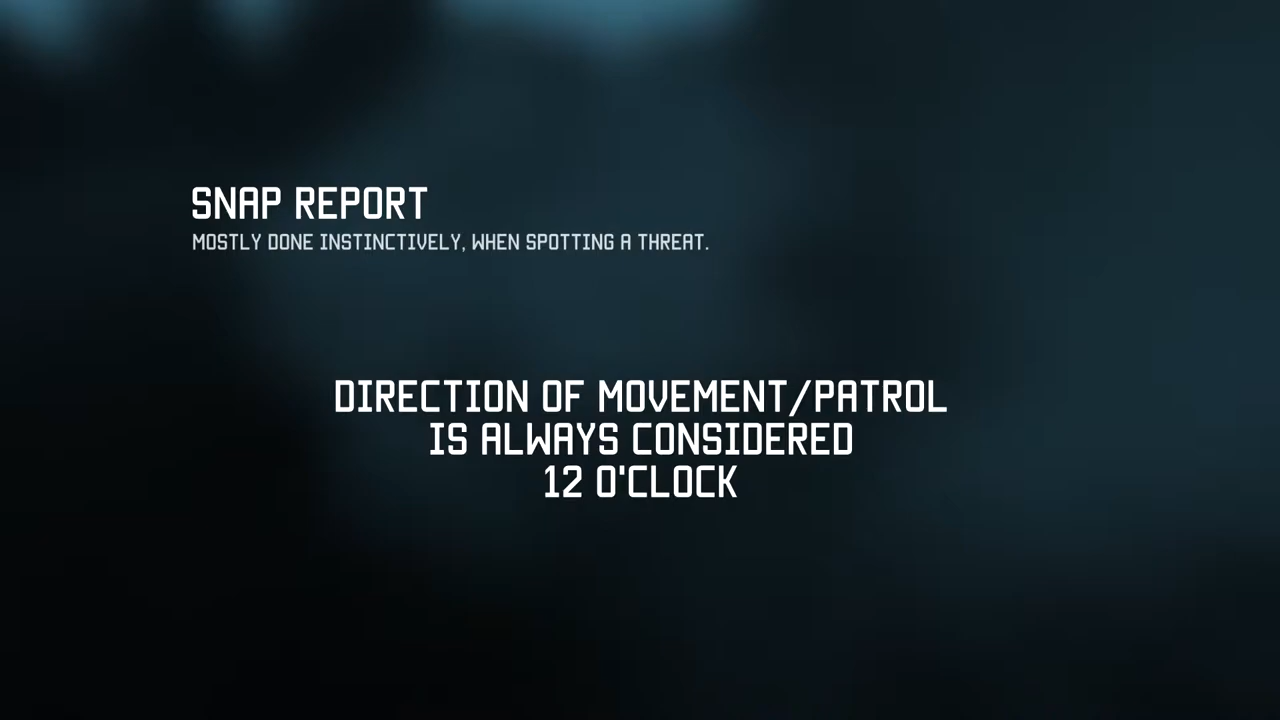 SNAP REPORT
MOSTLY DONE INSTINCTIVELY, WHEN SPOTTING A THREAT.
DIRECTION OF MOVEMENT/PATROL
IS ALWAYS CONSIDERED
12 O'CLOCK